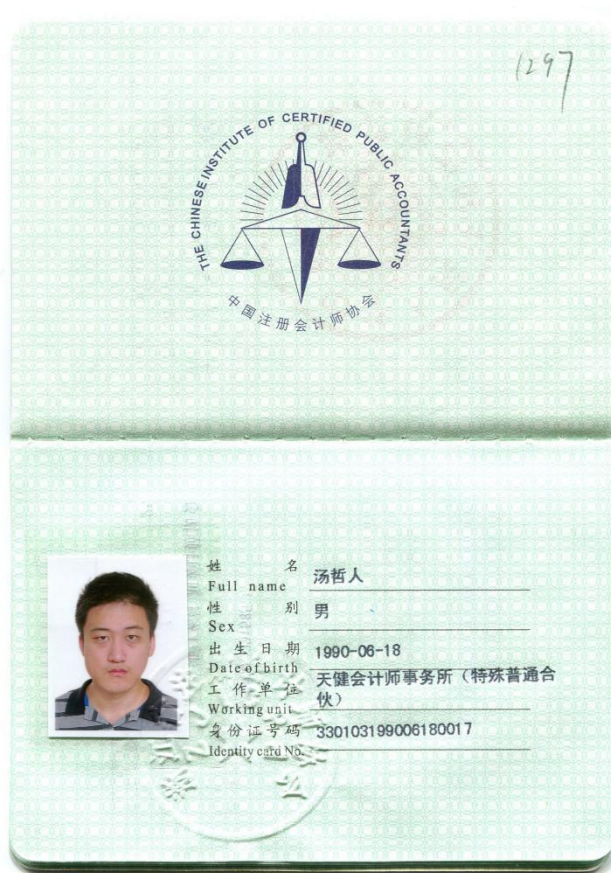 1297
THE CHINESE INSTITUTE OF CERTIFIED PUBLIC ACCOUNTANTS
中国注册会计师协会
姓 名 汤哲人
Full name
性 别 男
Sex
出生日期 1990-06-18
Date of birth
工作单位 天健会计师事务所（特殊普通合
Working unit 伙）
身份证号码 330103199006180017
Identity card No.